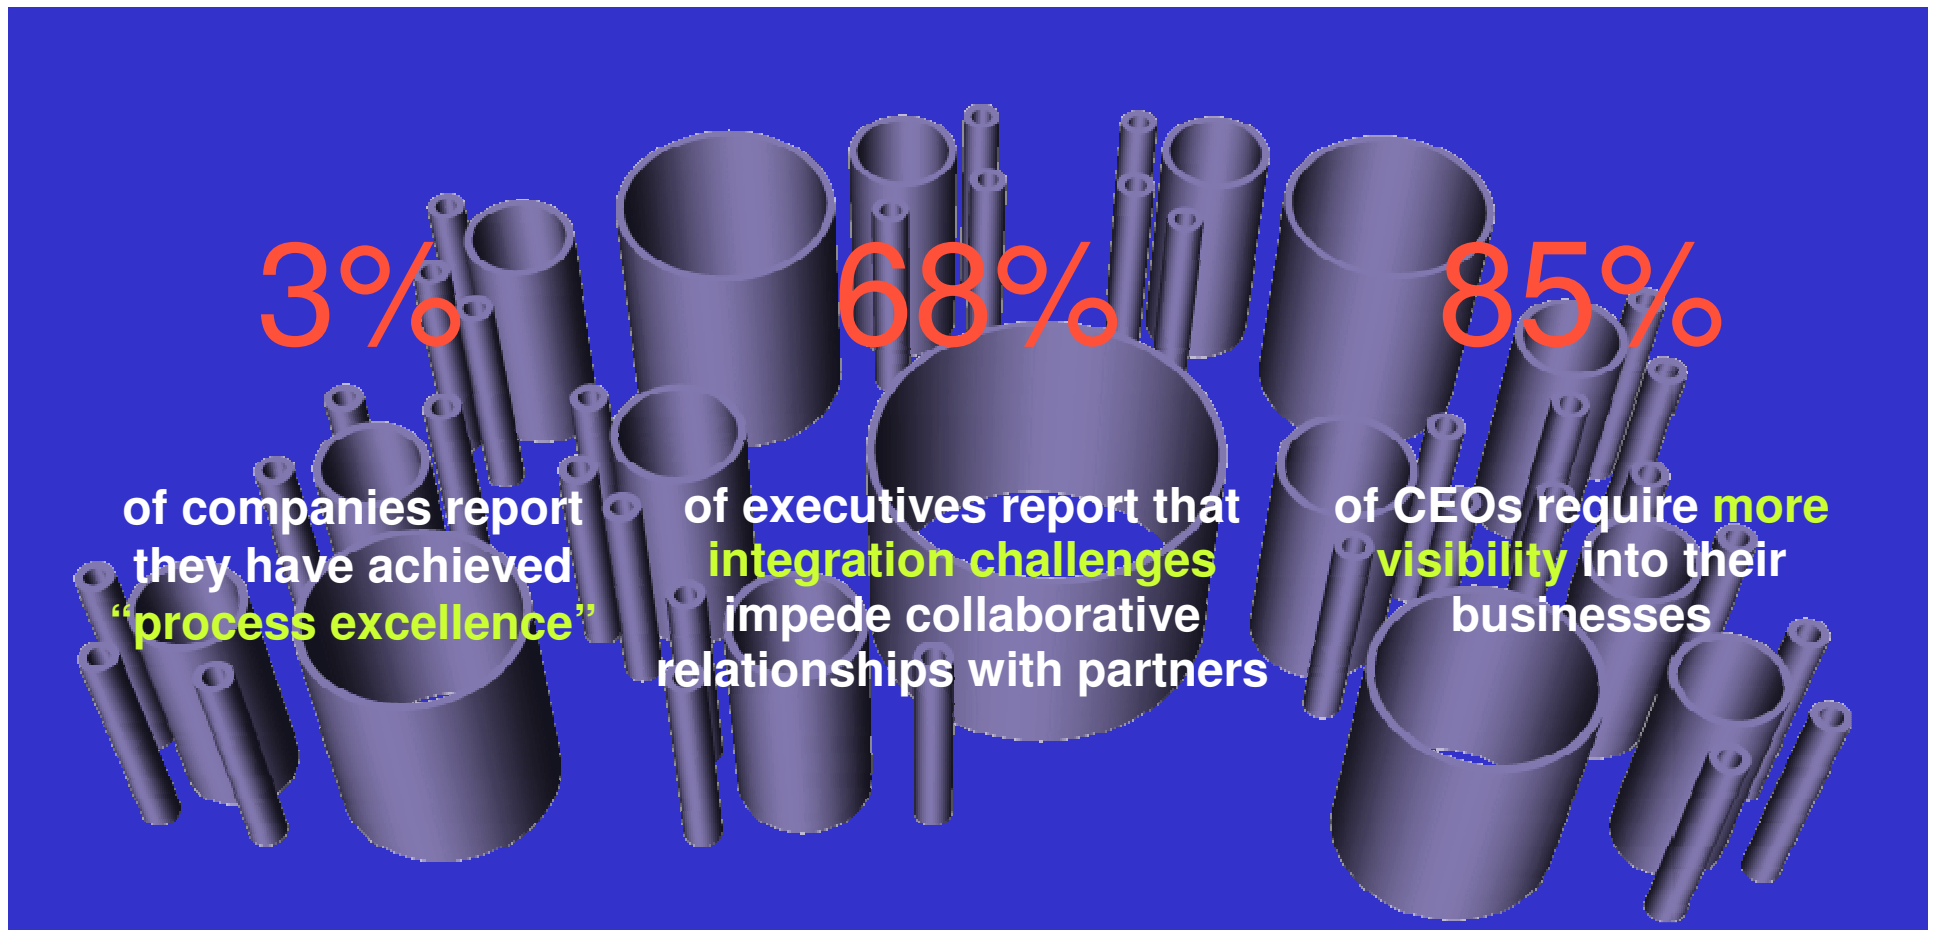 3%
of companies report
they have achieved
“process excellence”
68%
of executives report that
integration challenges
impede collaborative
relationships with partners
85%
of CEOs require more
visibility into their
businesses